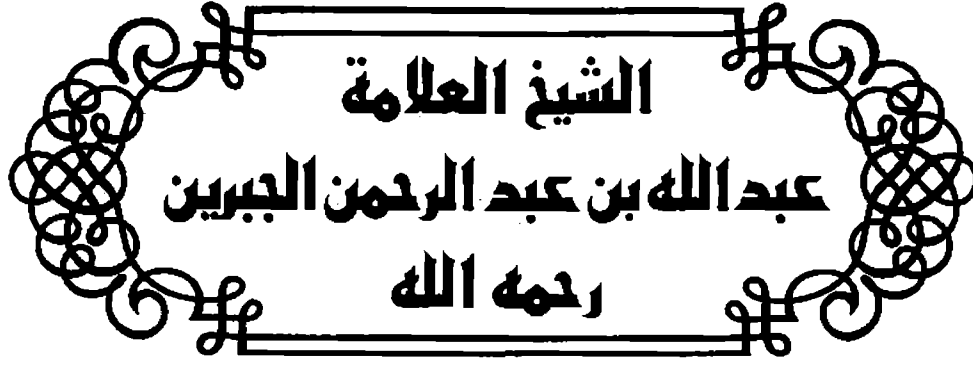 الشيخ العلامة
عبد الله بن عبد الرحمن الجبرين
رحمه الله